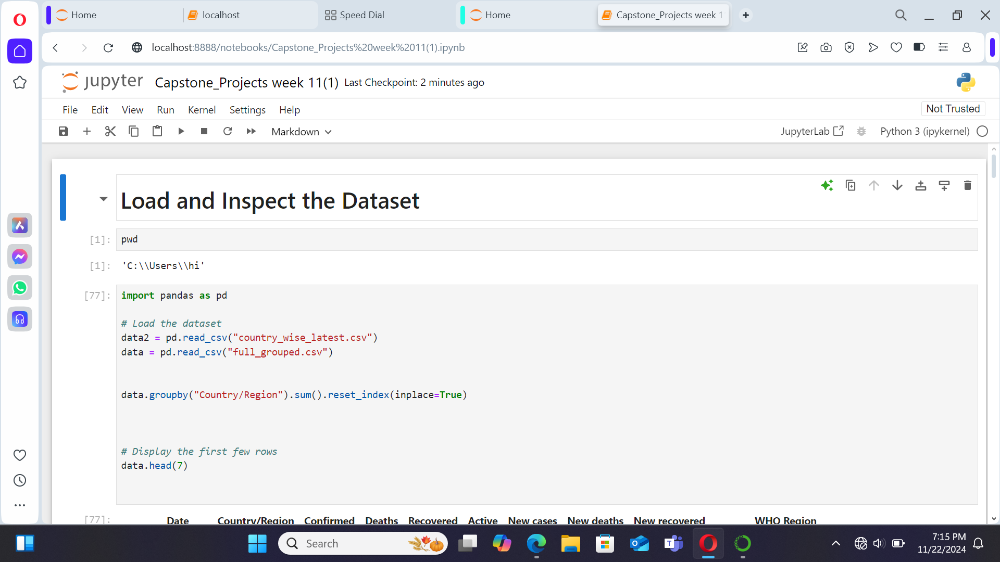 Home
localhost
Speed Dial
Home
Capstone_Projects week 1
localhost:8888/notebooks/Capstone_Projects%20week%2011(1).ipynb
jupyter
Capstone_Projects week 11(1) Last Checkpoint: 2 minutes ago
File Edit View Run Kernel Settings Help
Not Trusted
Markdown
JupyterLab
Python 3 (ipykernel)
Load and Inspect the Dataset
[1]: pwd
[1]: 'C:\\Users\\hi'
[77]: import pandas as pd
# Load the dataset
data2 = pd.read_csv("country_wise_latest.csv")
data = pd.read_csv("full_grouped.csv")
data.groupby("Country/Region").sum().reset_index(inplace=True)
# Display the first few rows
data.head(7)
[77]: Date Country/Region Confirmed Deaths Recovered Active New cases New deaths New recovered WHO Region
Search
7:15 PM
11/22/2024